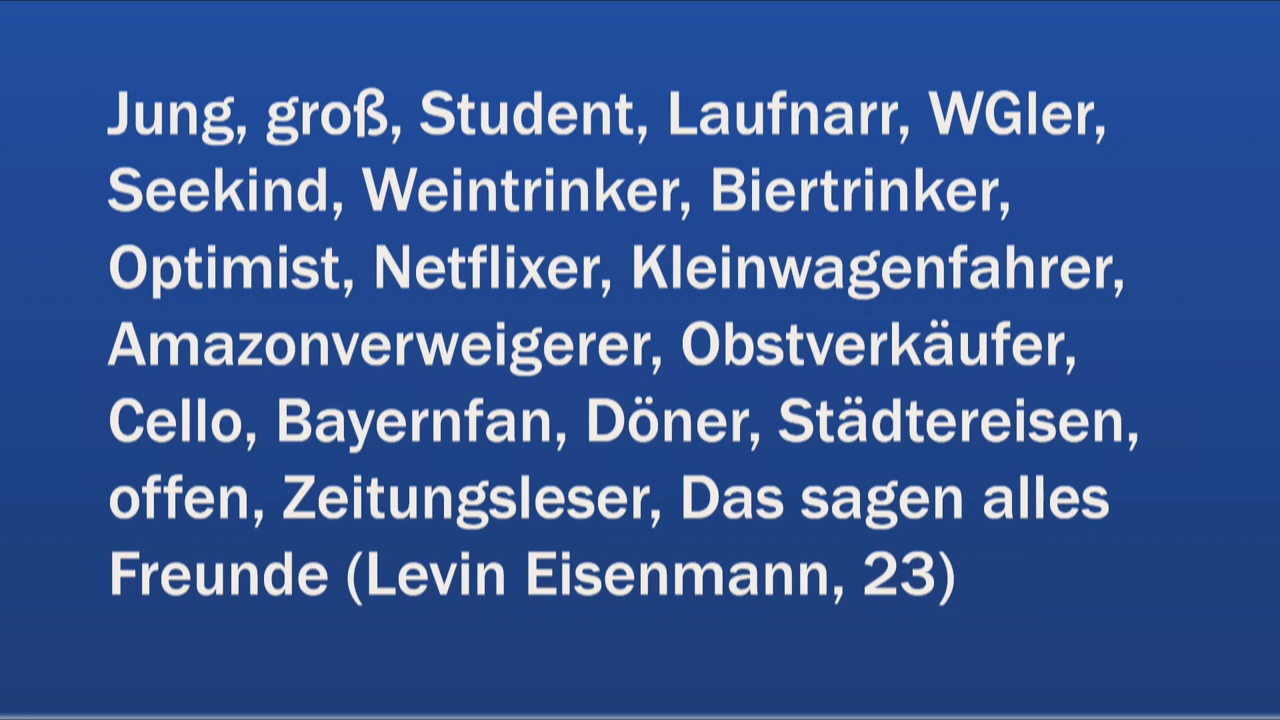 Jung, groß, Student, Laufnarr, WGler,
Seekind, Weintrinker, Biertrinker,
Optimist, Netflixer, Kleinwagenfahrer,
Amazonverweigerer, Obstverkäufer,
Cello, Bayernfan, Döner, Städtereisen,
offen, Zeitungsleser, Das sagen alles
Freunde (Levin Eisenmann, 23)